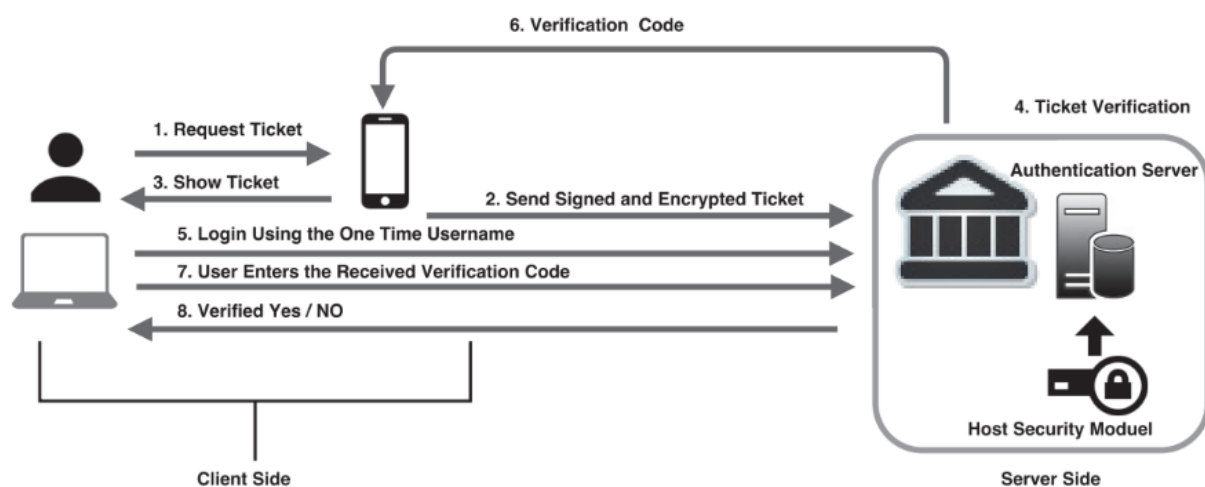 6. Verification Code
4. Ticket Verification
1. Request Ticket
Authentication Server
3. Show Ticket
2. Send Signed and Encrypted Ticket
5. Login Using the One Time Username
7. User Enters the Received Verification Code
8. Verified Yes / NO
Host Security Moduel
Client Side
Server Side